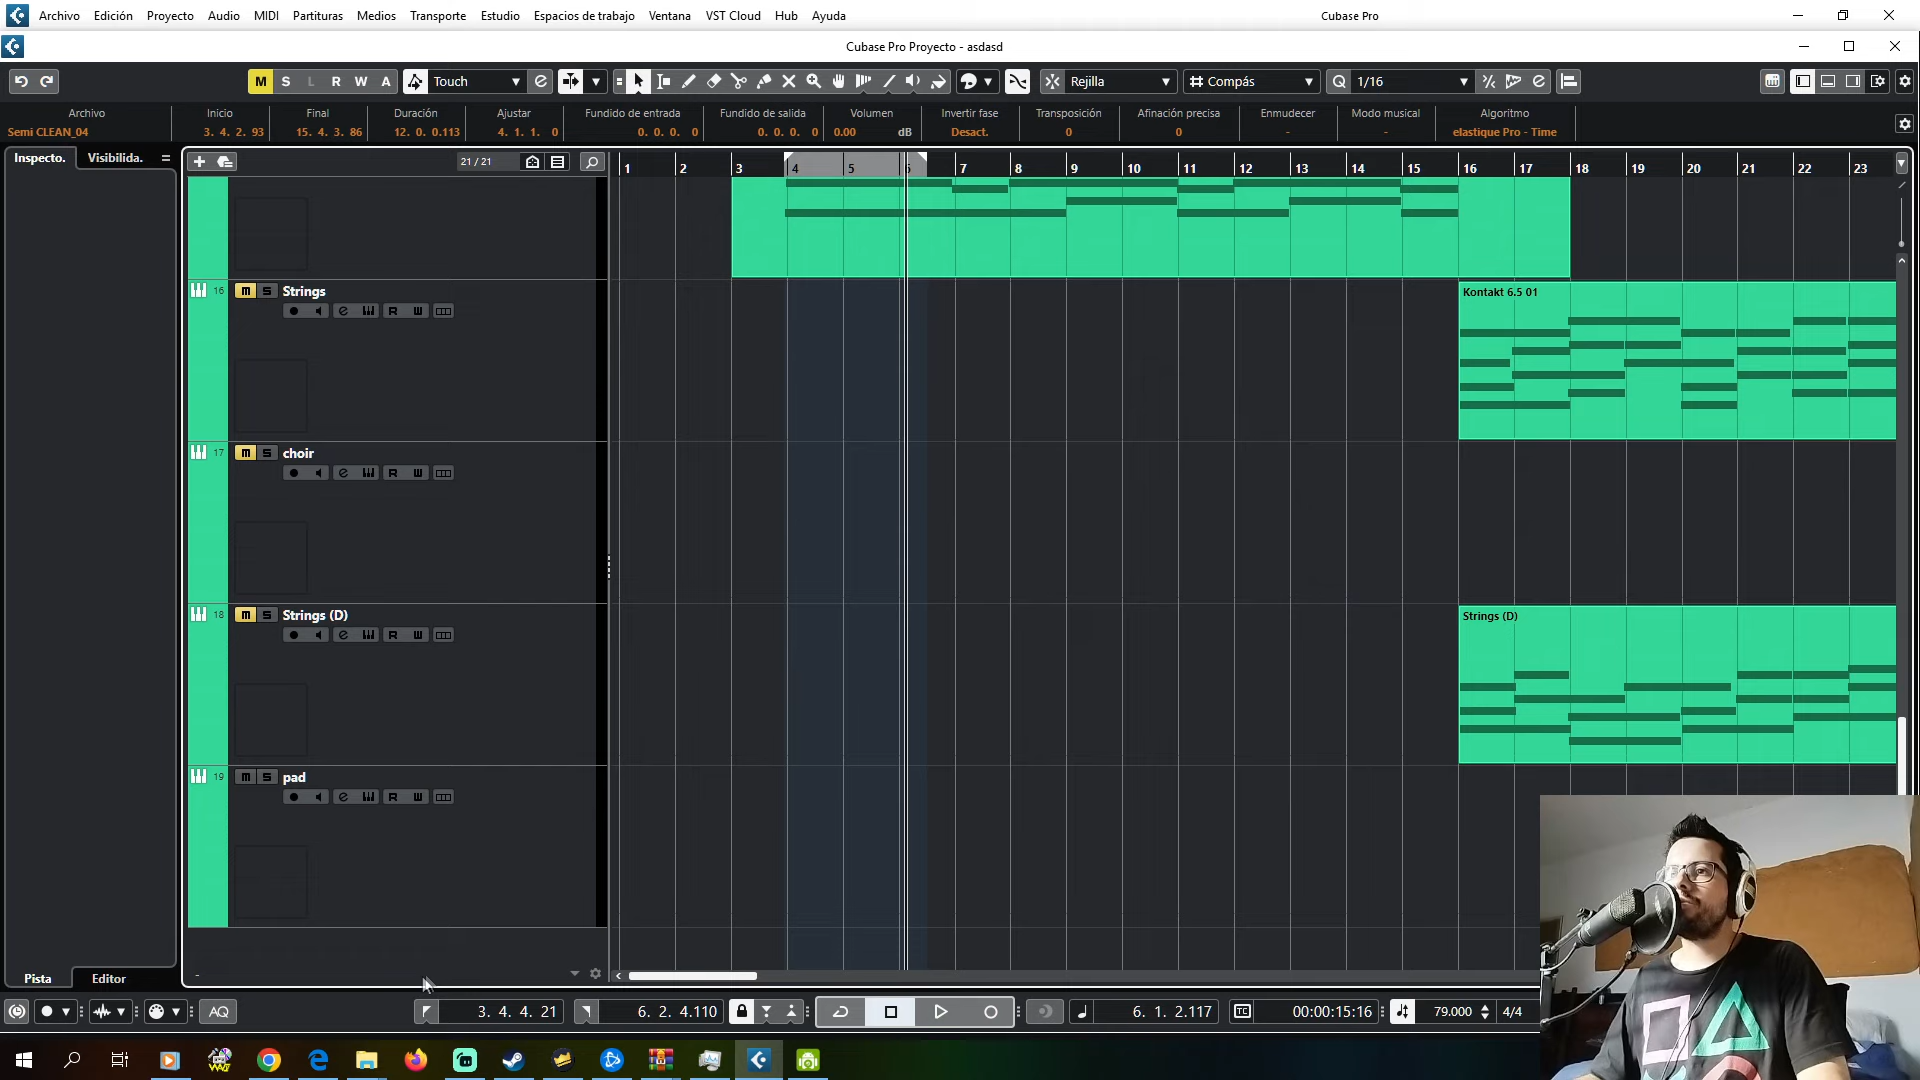 Archivo Edición Proyecto Audio MIDI Partituras Medios Transporte Estudio Espacios de trabajo Ventana VST Cloud Hub Ayuda Cubase Pro
Cubase Pro Proyecto - asdasd
M S L R W A Touch Rejilla Compás Q 1/16
Archivo Inicio Final Duración Ajustar Fundido de entrada Fundido de salida Volumen Invertir fase Transposición Afinación precisa Enmudecer Modo musical Algoritmo
Semi CLEAN_04 3. 4. 2. 93 15. 4. 3. 86 12. 0. 0.113 4. 1. 1. 0 0. 0. 0. 0 0. 0. 0. 0 0.00 dB Desact. 0 0 - - elastique Pro - Time
Inspecto. Visibilida. 21 / 21
1 2 3 4 5 6 7 8 9 10 11 12 13 14 15 16 17 18 19 20 21 22 23
16 m S Strings Kontakt 6.5 01
R W
17 m S choir
R W
18 m S Strings (D) Strings (D)
R W
19 m S pad
R W
Pista Editor
AQ 3. 4. 4. 21 6. 2. 4.110 6. 1. 2.117 TC 00:00:15:16 79.000 4/4